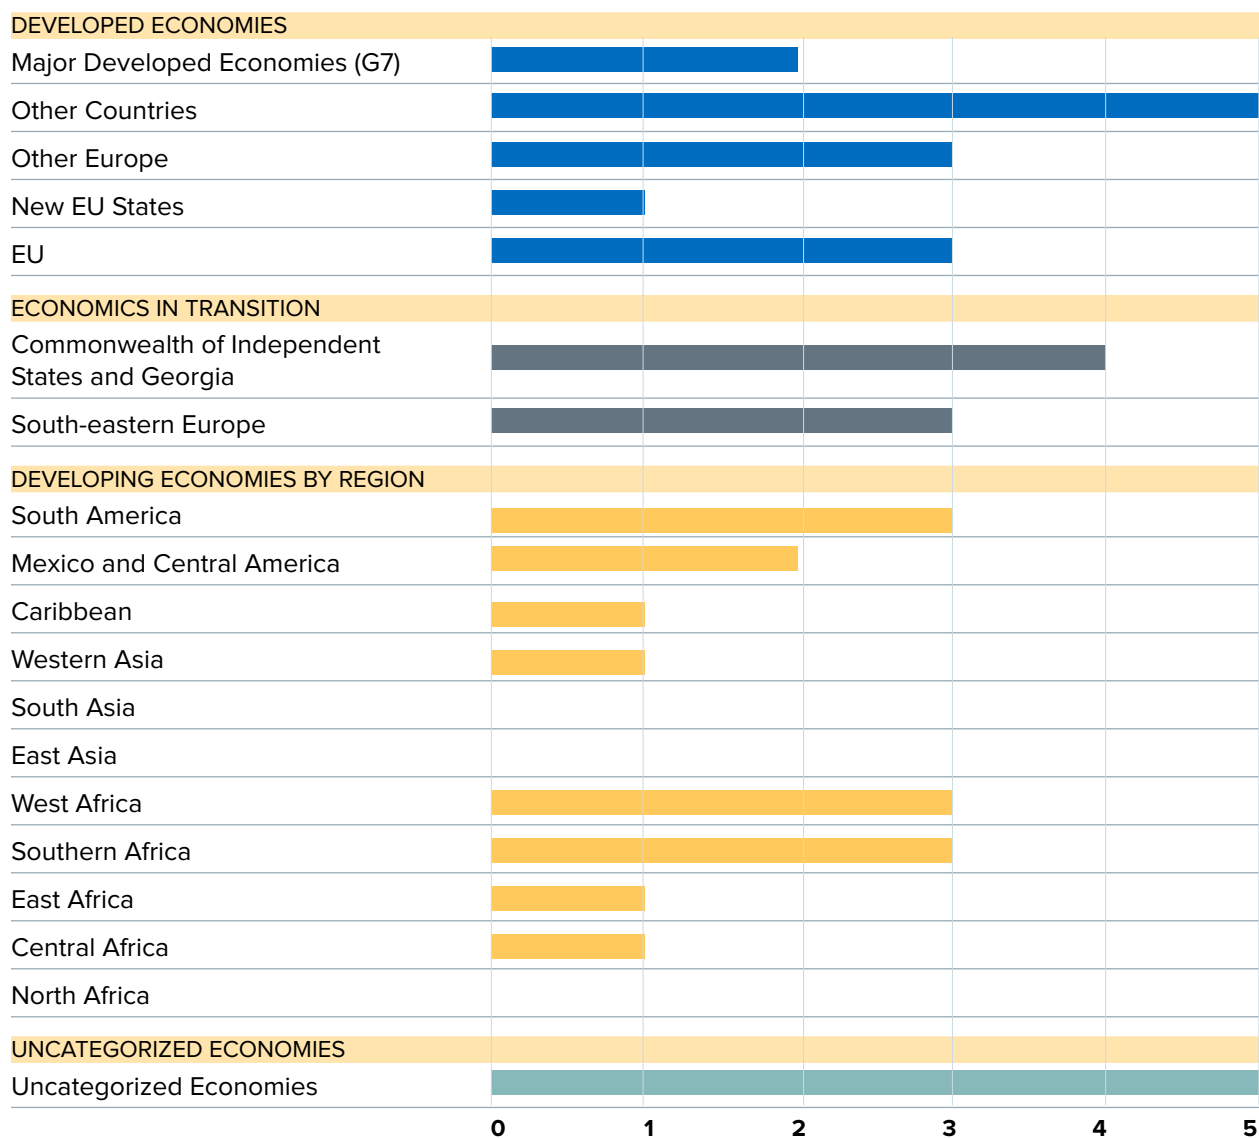 DEVELOPED ECONOMIES
Major Developed Economies (G7)
Other Countries
Other Europe
New EU States
EU
ECONOMICS IN TRANSITION
Commonwealth of Independent
States and Georgia
South-eastern Europe
DEVELOPING ECONOMIES BY REGION
South America
Mexico and Central America
Caribbean
Western Asia
South Asia
East Asia
West Africa
Southern Africa
East Africa
Central Africa
North Africa
UNCATEGORIZED ECONOMIES
Uncategorized Economies
0 1 2 3 4 5